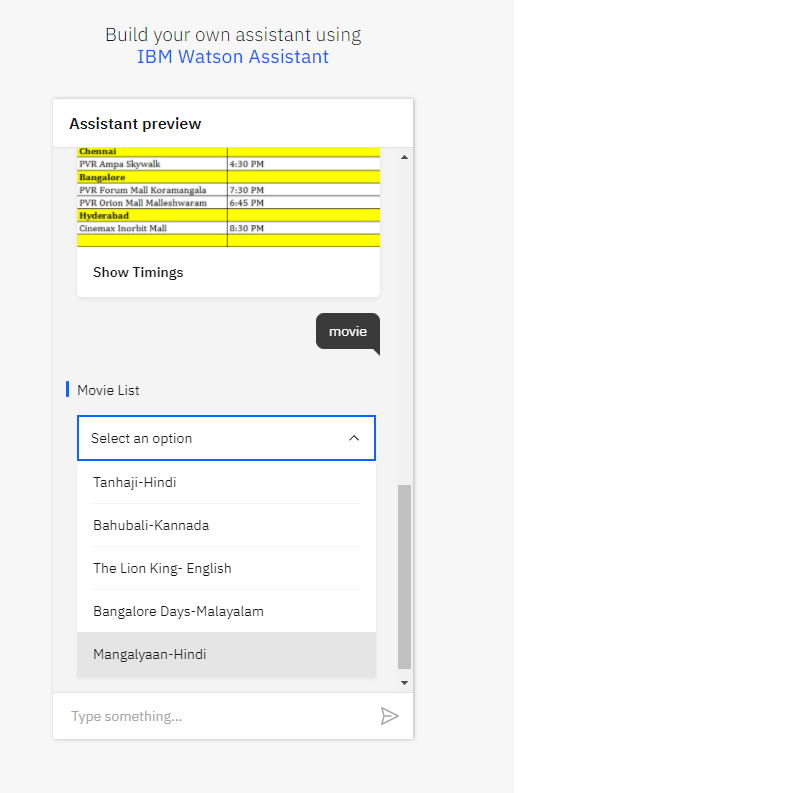 Build your own assistant using
IBM Watson Assistant
Assistant preview
Chennai
PVR Ampa Skywalk 4:30 PM
Bangalore
PVR Forum Mall Koramangala 7:30 PM
PVR Orion Mall Malleshwaram 6:45 PM
Hyderabad
Cinemax Inorbit Mall 8:30 PM
Show Timings
movie
Movie List
Select an option
Tanhaji-Hindi
Bahubali-Kannada
The Lion King- English
Bangalore Days-Malayalam
Mangalyaan-Hindi
Type something...